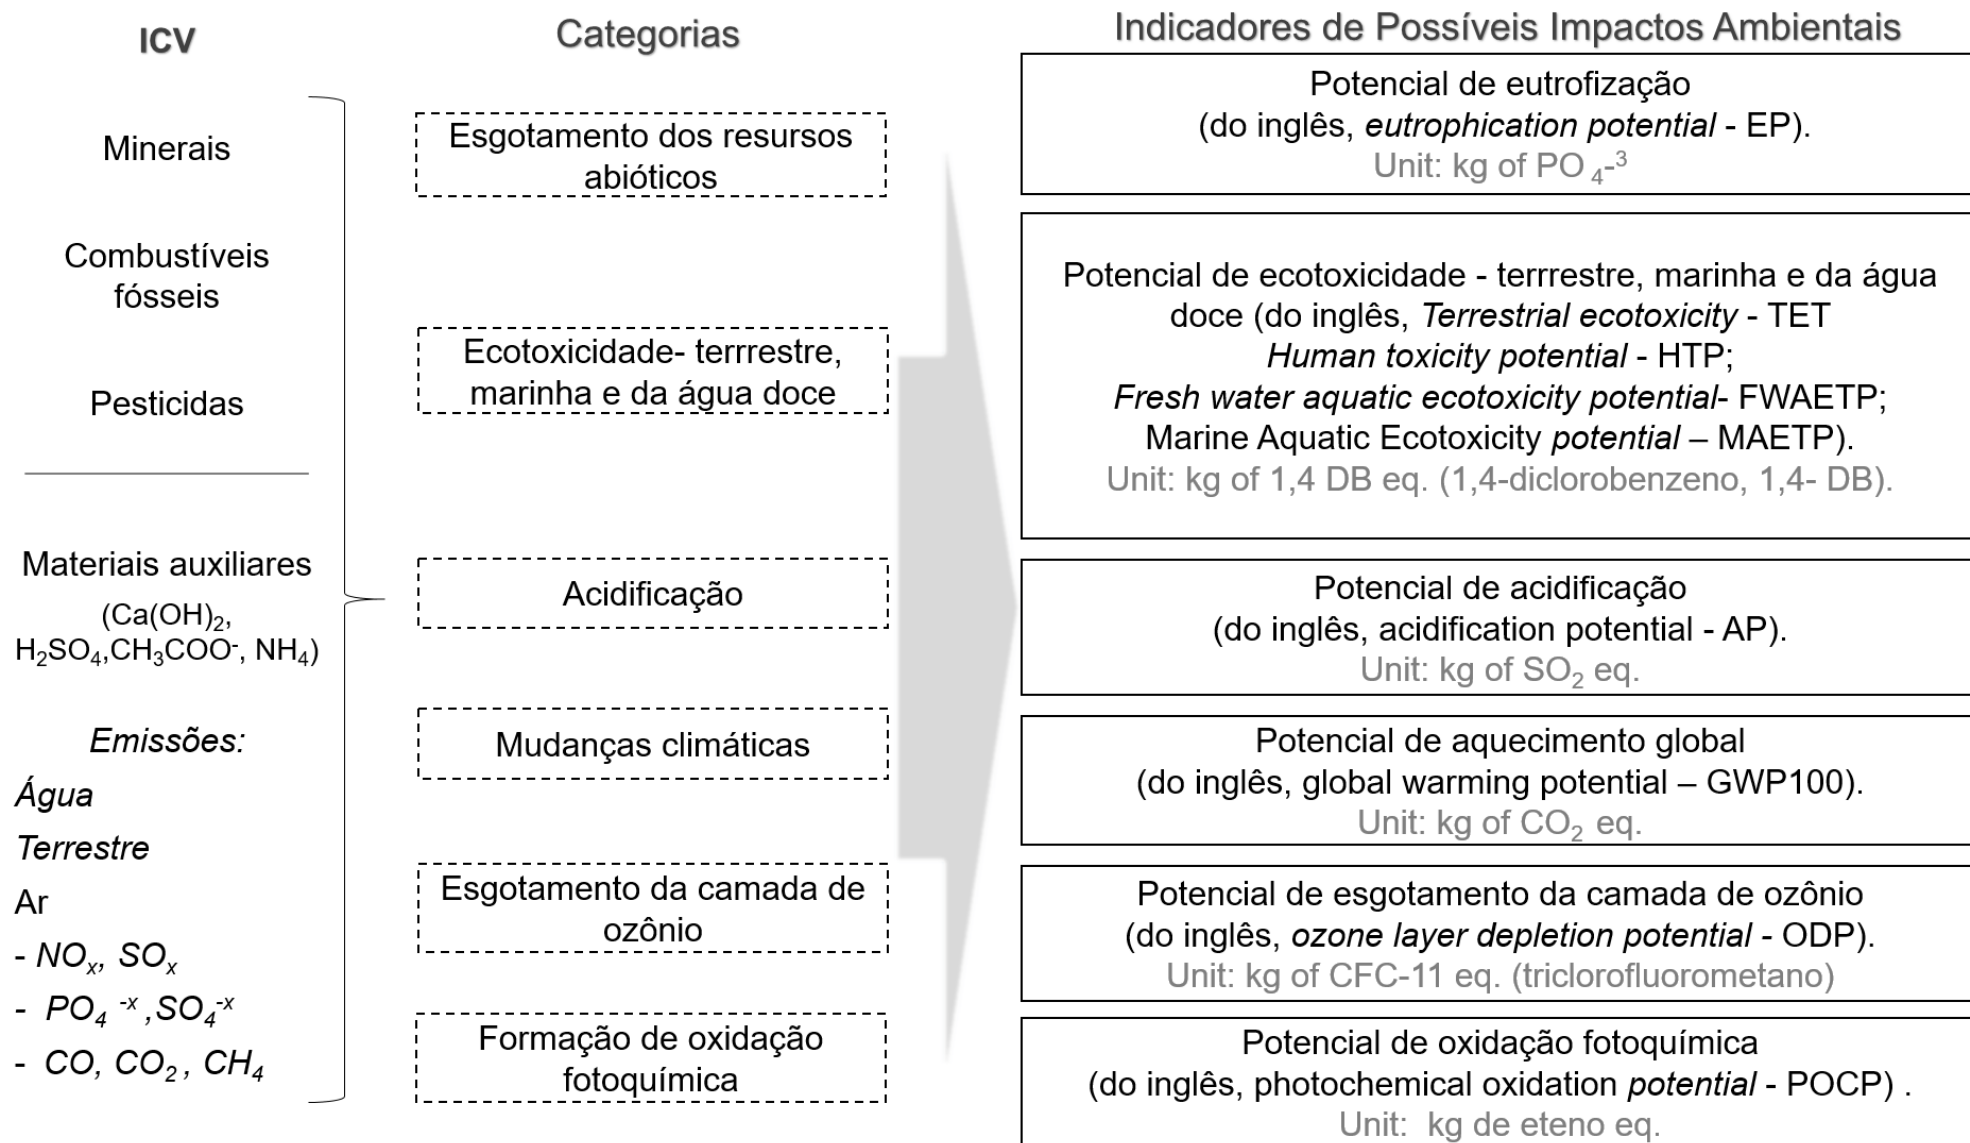 ICV
Minerais
Combustíveis
fósseis
Pesticidas
Materiais auxiliares
(Ca(OH)₂,
H₂SO₄,CH₃COO⁻, NH₄)
Emissões:
Água
Terrestre
Ar
- NOₓ, SOₓ
- PO₄ ⁻ˣ ,SO₄⁻ˣ
- CO, CO₂ , CH₄
Categorias
Esgotamento dos resursos
abióticos
Ecotoxicidade- terrrestre,
marinha e da água doce
Acidificação
Mudanças climáticas
Esgotamento da camada de
ozônio
Formação de oxidação
fotoquímica
Indicadores de Possíveis Impactos Ambientais
Potencial de eutrofização
(do inglês, eutrophication potential - EP).
Unit: kg of PO ₄-³
Potencial de ecotoxicidade - terrrestre, marinha e da água
doce (do inglês, Terrestrial ecotoxicity - TET
Human toxicity potential - HTP;
Fresh water aquatic ecotoxicity potential- FWAETP;
Marine Aquatic Ecotoxicity potential – MAETP).
Unit: kg of 1,4 DB eq. (1,4-diclorobenzeno, 1,4- DB).
Potencial de acidificação
(do inglês, acidification potential - AP).
Unit: kg of SO₂ eq.
Potencial de aquecimento global
(do inglês, global warming potential – GWP100).
Unit: kg of CO₂ eq.
Potencial de esgotamento da camada de ozônio
(do inglês, ozone layer depletion potential - ODP).
Unit: kg of CFC-11 eq. (triclorofluorometano)
Potencial de oxidação fotoquímica
(do inglês, photochemical oxidation potential - POCP) .
Unit: kg de eteno eq.